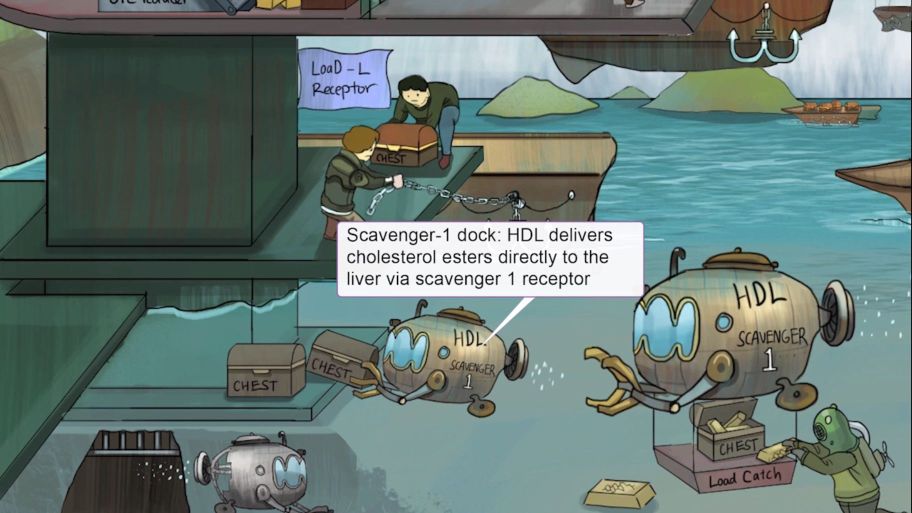 LoaD-L
Receptor
CHEST
Scavenger-1 dock: HDL delivers
cholesterol esters directly to the
liver via scavenger 1 receptor
HDL
SCAVENGER
1
HDL
SCAVENGER
1
CHEST
CHEST
CHEST
Load Catch